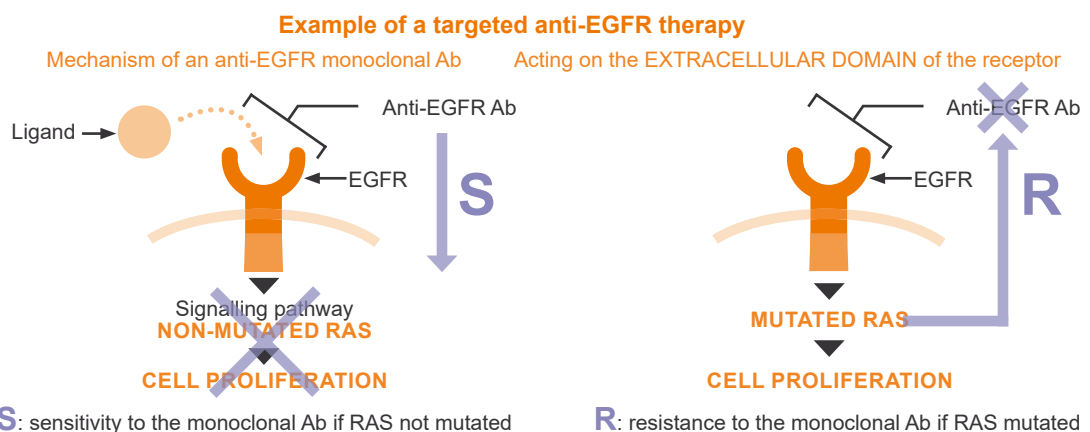 Example of a targeted anti-EGFR therapy
Mechanism of an anti-EGFR monoclonal Ab
Ligand
Anti-EGFR Ab
EGFR
S
Signalling pathway
NON-MUTATED RAS
CELL PROLIFERATION
S: sensitivity to the monoclonal Ab if RAS not mutated
Acting on the EXTRACELLULAR DOMAIN of the receptor
Anti-EGFR Ab
EGFR
R
MUTATED RAS
CELL PROLIFERATION
R: resistance to the monoclonal Ab if RAS mutated